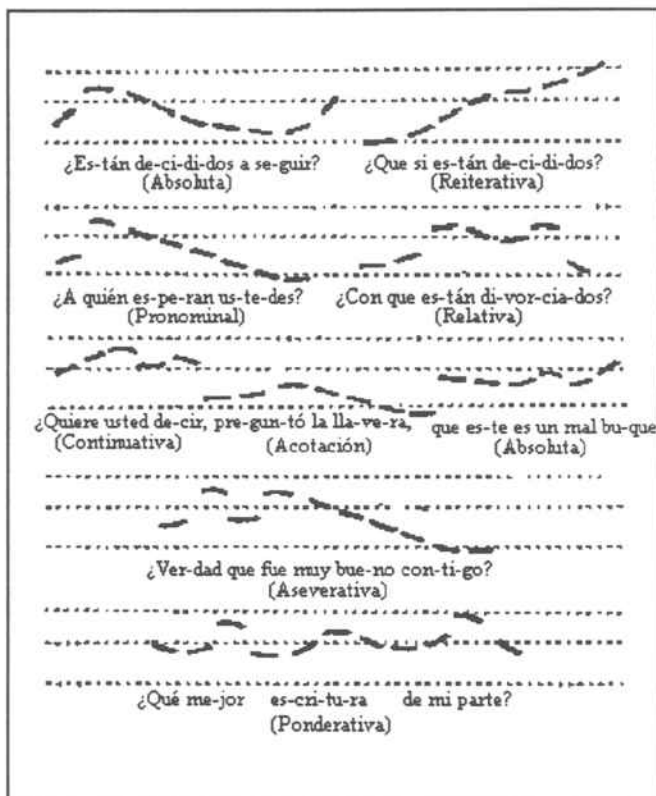 ¿Es-tán de-ci-di-dos a se-guir? ¿Que si es-tán de-ci-di-dos?
(Absoluta) (Reiterativa)
¿A quién es-pe-ran us-te-des? ¿Con que es-tán di-vor-cia-dos?
(Pronominal) (Relativa)
¿Quiere usted de-cir, pre-gun-tó la lla-ve-ra, que es-te es un mal bu-que
(Continuativa) (Acotación) (Absoluta)
¿Ver-dad que fue muy bue-no con-ti-go?
(Aseverativa)
¿Qué me-jor es-cri-tu-ra de mi parte?
(Ponderativa)